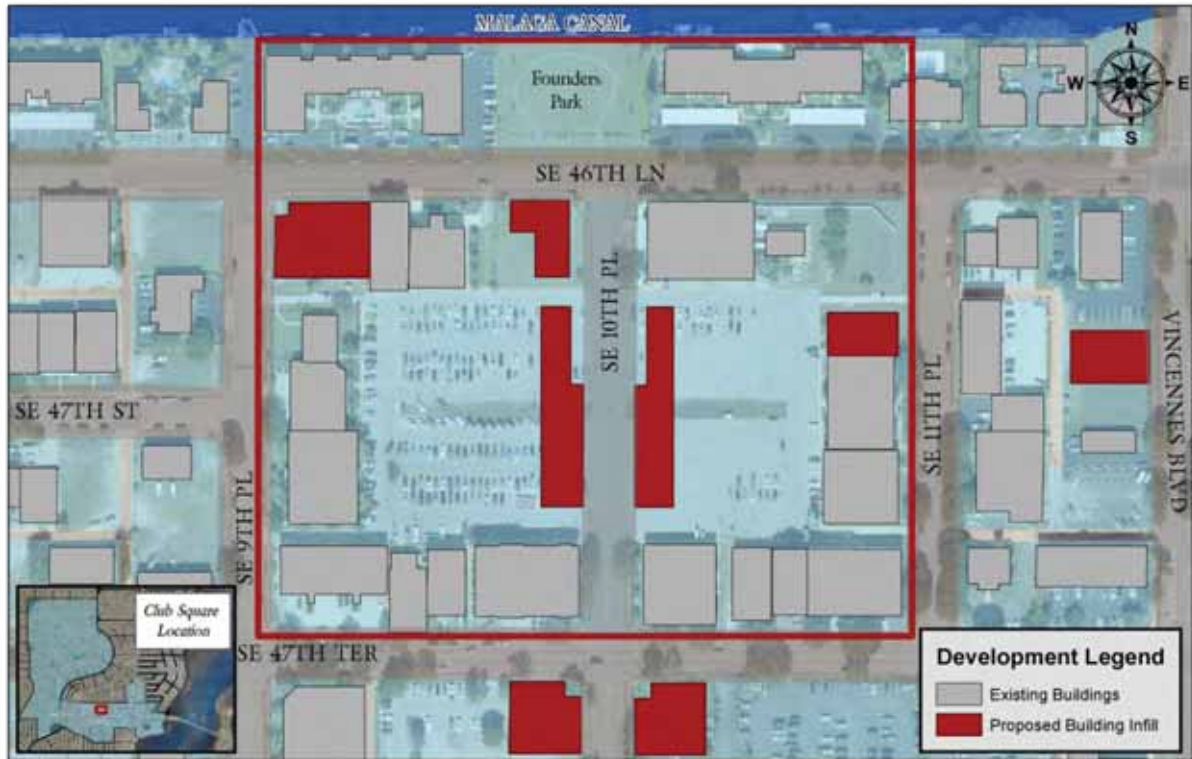 MALAGA CANAL
N
W E
S
Founders
Park
SE 46TH LN
SE 10TH PL
SE 47TH ST
SE 9TH PL
SE 11TH PL
VINCENNES BLVD
SE 47TH TER
Club Square
Location
Development Legend
Existing Buildings
Proposed Building Infill